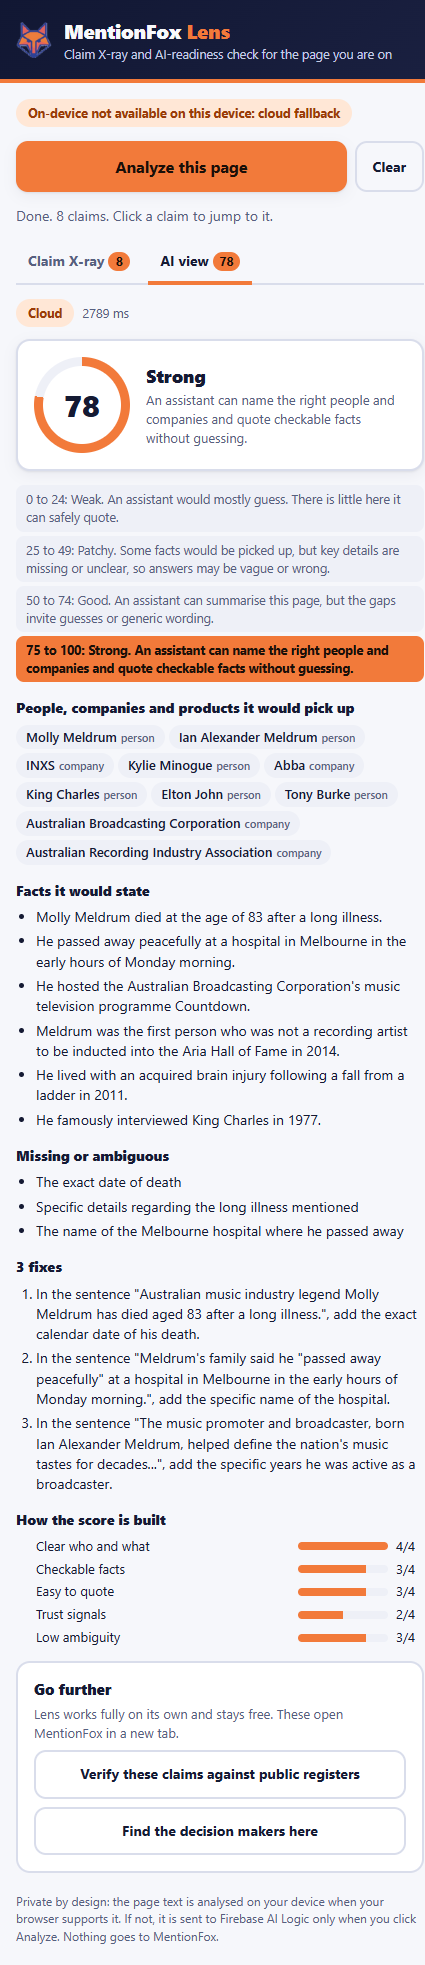 MentionFox Lens
Claim X-ray and AI-readiness check for the page you are on
On-device not available on this device: cloud fallback
Analyze this page
Clear
Done. 8 claims. Click a claim to jump to it.
Claim X-ray 8
AI view 78
Cloud 2789 ms
78
Strong
An assistant can name the right people and
companies and quote checkable facts
without guessing.
0 to 24: Weak. An assistant would mostly guess. There is little here it
can safely quote.
25 to 49: Patchy. Some facts would be picked up, but key details are
missing or unclear, so answers may be vague or wrong.
50 to 74: Good. An assistant can summarise this page, but the gaps
invite guesses or generic wording.
75 to 100: Strong. An assistant can name the right people and
companies and quote checkable facts without guessing.
People, companies and products it would pick up
Molly Meldrum person Ian Alexander Meldrum person
INXS company Kylie Minogue person Abba company
King Charles person Elton John person Tony Burke person
Australian Broadcasting Corporation company
Australian Recording Industry Association company
Facts it would state
• Molly Meldrum died at the age of 83 after a long illness.
• He passed away peacefully at a hospital in Melbourne in the
early hours of Monday morning.
• He hosted the Australian Broadcasting Corporation's music
television programme Countdown.
• Meldrum was the first person who was not a recording artist
to be inducted into the Aria Hall of Fame in 2014.
• He lived with an acquired brain injury following a fall from a
ladder in 2011.
• He famously interviewed King Charles in 1977.
Missing or ambiguous
• The exact date of death
• Specific details regarding the long illness mentioned
• The name of the Melbourne hospital where he passed away
3 fixes
1. In the sentence "Australian music industry legend Molly
Meldrum has died aged 83 after a long illness.", add the exact
calendar date of his death.
2. In the sentence "Meldrum's family said he "passed away
peacefully" at a hospital in Melbourne in the early hours of
Monday morning.", add the specific name of the hospital.
3. In the sentence "The music promoter and broadcaster, born
Ian Alexander Meldrum, helped define the nation's music
tastes for decades...", add the specific years he was active as a
broadcaster.
How the score is built
Clear who and what 4/4
Checkable facts 3/4
Easy to quote 3/4
Trust signals 2/4
Low ambiguity 3/4
Go further
Lens works fully on its own and stays free. These open
MentionFox in a new tab.
Verify these claims against public registers
Find the decision makers here
Private by design: the page text is analysed on your device when your
browser supports it. If not, it is sent to Firebase AI Logic only when you click
Analyze. Nothing goes to MentionFox.